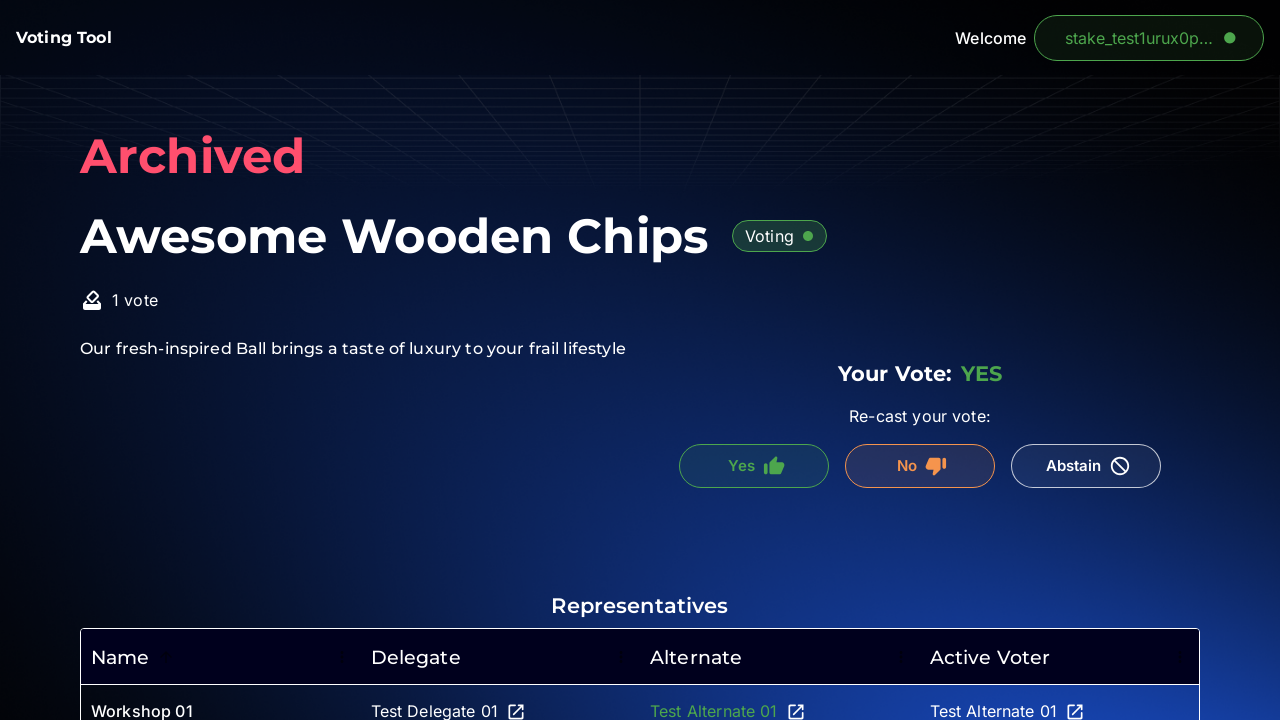 Voting Tool
Welcome
stake_test1urux0p...
Archived
Awesome Wooden Chips
Voting
1 vote
Our fresh-inspired Ball brings a taste of luxury to your frail lifestyle
Your Vote: YES
Re-cast your vote:
Yes
No
Abstain
Representatives
Name Delegate Alternate Active Voter
Workshop 01 Test Delegate 01 Test Alternate 01 Test Alternate 01